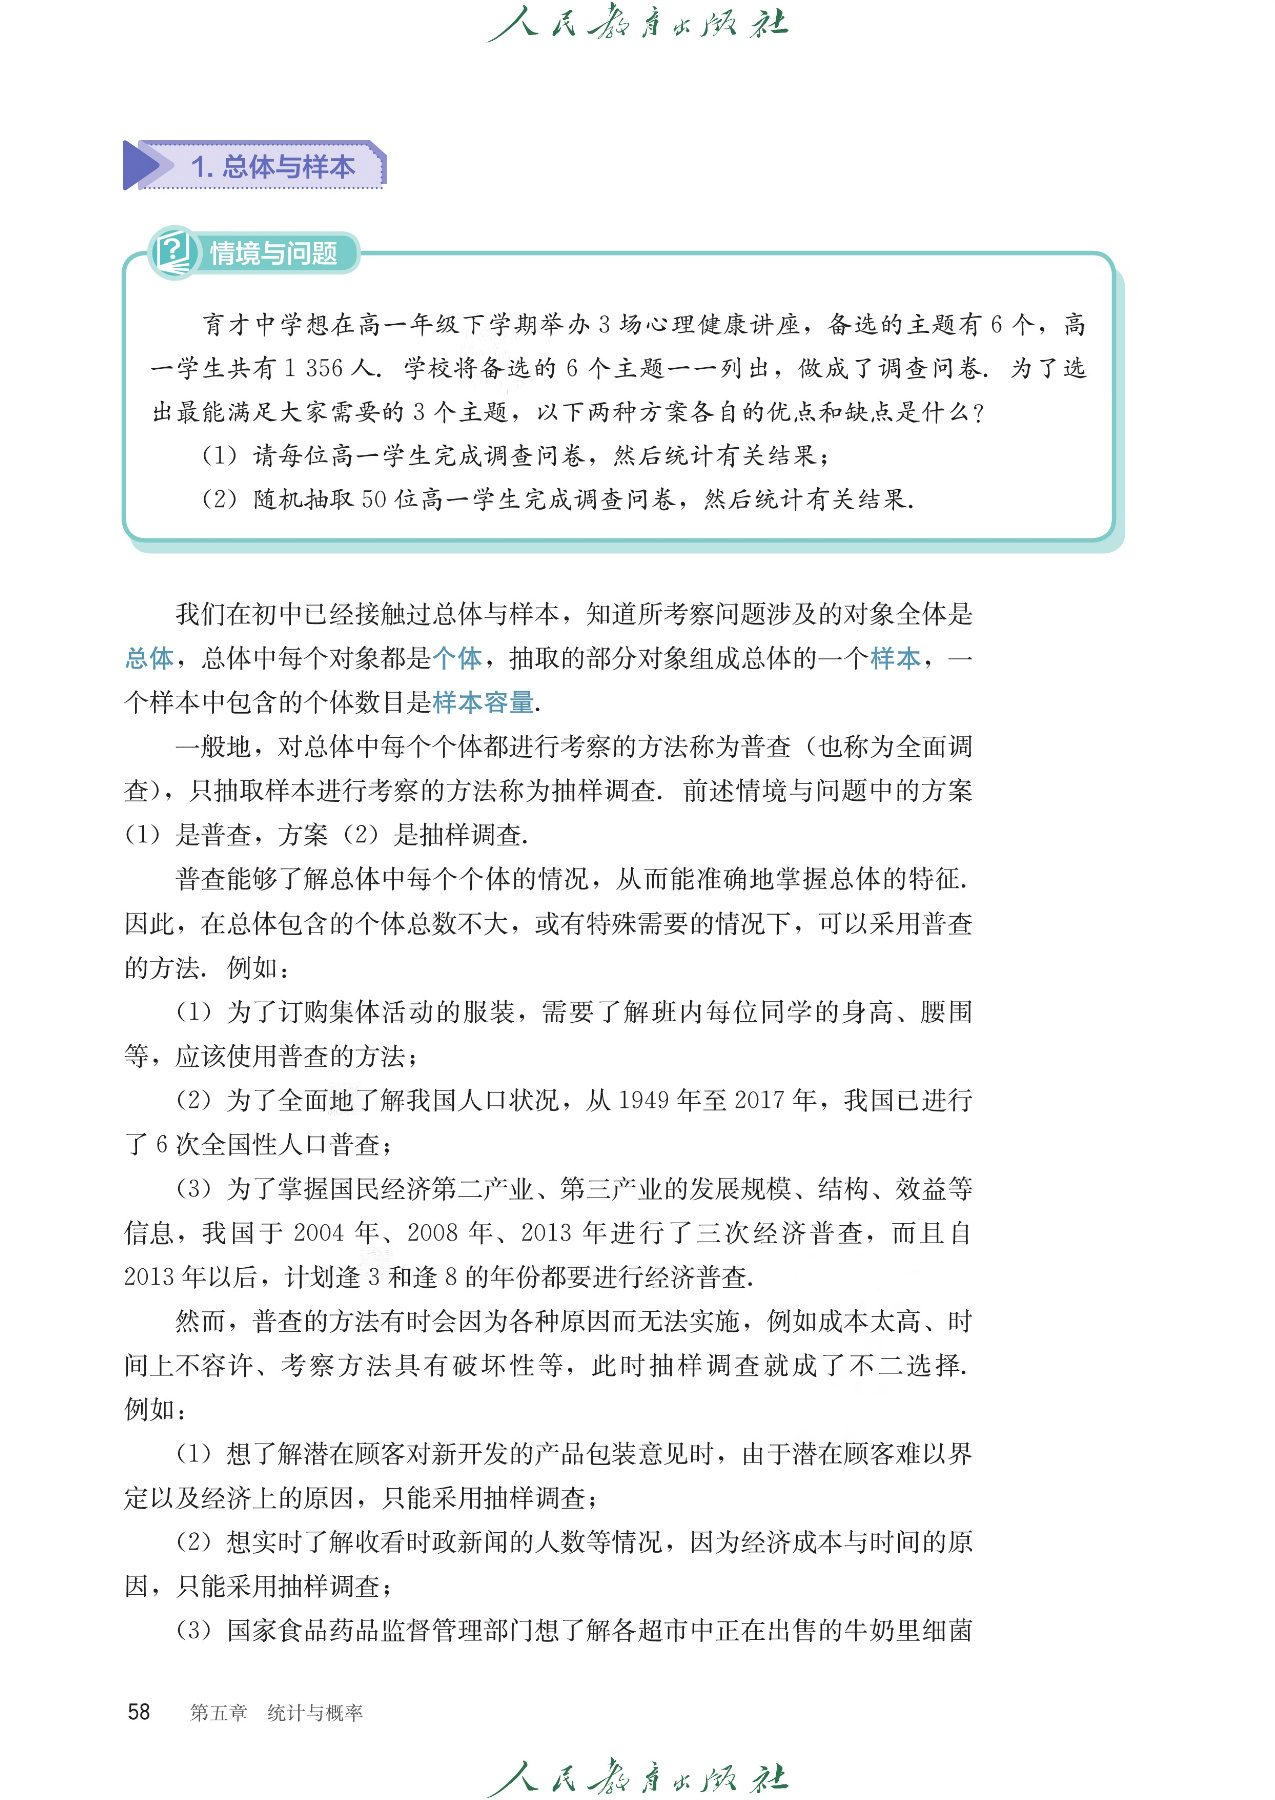 人民教育出版社
1. 总体与样本
情境与问题
育才中学想在高一年级下学期举办 3 场心理健康讲座，备选的主题有 6 个，高
一学生共有 1 356 人．学校将备选的 6 个主题一一列出，做成了调查问卷．为了选
出最能满足大家需要的 3 个主题，以下两种方案各自的优点和缺点是什么？
（1）请每位高一学生完成调查问卷，然后统计有关结果；
（2）随机抽取 50 位高一学生完成调查问卷，然后统计有关结果．
我们在初中已经接触过总体与样本，知道所考察问题涉及的对象全体是
总体，总体中每个对象都是个体，抽取的部分对象组成总体的一个样本，一
个样本中包含的个体数目是样本容量．
一般地，对总体中每个个体都进行考察的方法称为普查（也称为全面调
查），只抽取样本进行考察的方法称为抽样调查．前述情境与问题中的方案
（1）是普查，方案（2）是抽样调查．
普查能够了解总体中每个个体的情况，从而能准确地掌握总体的特征．
因此，在总体包含的个体总数不大，或有特殊需要的情况下，可以采用普查
的方法．例如：
（1）为了订购集体活动的服装，需要了解班内每位同学的身高、腰围
等，应该使用普查的方法；
（2）为了全面地了解我国人口状况，从 1949 年至 2017 年，我国已进行
了 6 次全国性人口普查；
（3）为了掌握国民经济第二产业、第三产业的发展规模、结构、效益等
信息，我国于 2004 年、2008 年、2013 年进行了三次经济普查，而且自
2013 年以后，计划逢 3 和逢 8 的年份都要进行经济普查．
然而，普查的方法有时会因为各种原因而无法实施，例如成本太高、时
间上不容许、考察方法具有破坏性等，此时抽样调查就成了不二选择．
例如：
（1）想了解潜在顾客对新开发的产品包装意见时，由于潜在顾客难以界
定以及经济上的原因，只能采用抽样调查；
（2）想实时了解收看时政新闻的人数等情况，因为经济成本与时间的原
因，只能采用抽样调查；
（3）国家食品药品监督管理部门想了解各超市中正在出售的牛奶里细菌
58 第五章 统计与概率
人民教育出版社